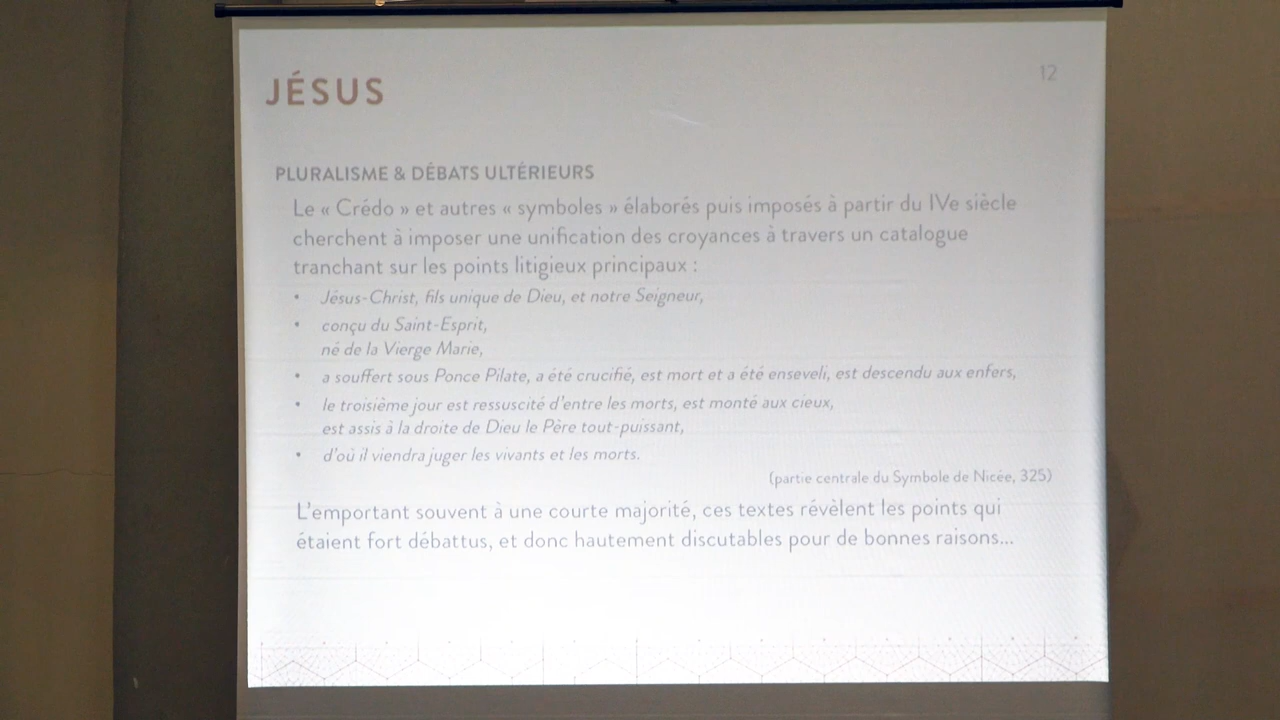 12
JÉSUS
PLURALISME & DÉBATS ULTÉRIEURS
Le « Crédo » et autres « symboles » élaborés puis imposés à partir du IVe siècle
cherchent à imposer une unification des croyances à travers un catalogue
tranchant sur les points litigieux principaux :
• Jésus-Christ, fils unique de Dieu, et notre Seigneur,
• conçu du Saint-Esprit,
né de la Vierge Marie,
• a souffert sous Ponce Pilate, a été crucifié, est mort et a été enseveli, est descendu aux enfers,
• le troisième jour est ressuscité d'entre les morts, est monté aux cieux,
est assis à la droite de Dieu le Père tout-puissant,
• d'où il viendra juger les vivants et les morts.
(partie centrale du Symbole de Nicée, 325)
L'emportant souvent à une courte majorité, ces textes révèlent les points qui
étaient fort débattus, et donc hautement discutables pour de bonnes raisons...